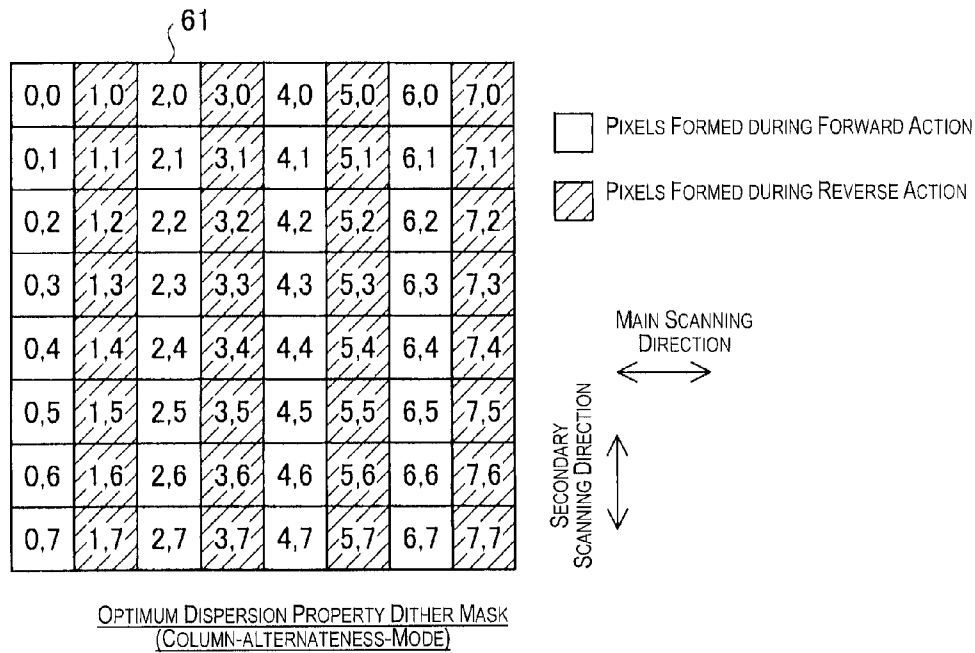 61
0,0 1,0 2,0 3,0 4,0 5,0 6,0 7,0
0,1 1,1 2,1 3,1 4,1 5,1 6,1 7,1
0,2 1,2 2,2 3,2 4,2 5,2 6,2 7,2
0,3 1,3 2,3 3,3 4,3 5,3 6,3 7,3
0,4 1,4 2,4 3,4 4,4 5,4 6,4 7,4
0,5 1,5 2,5 3,5 4,5 5,5 6,5 7,5
0,6 1,6 2,6 3,6 4,6 5,6 6,6 7,6
0,7 1,7 2,7 3,7 4,7 5,7 6,7 7,7
PIXELS FORMED DURING FORWARD ACTION
PIXELS FORMED DURING REVERSE ACTION
MAIN SCANNING
DIRECTION
SECONDARY
SCANNING DIRECTION
OPTIMUM DISPERSION PROPERTY DITHER MASK
(COLUMN-ALTERNATENESS-MODE)